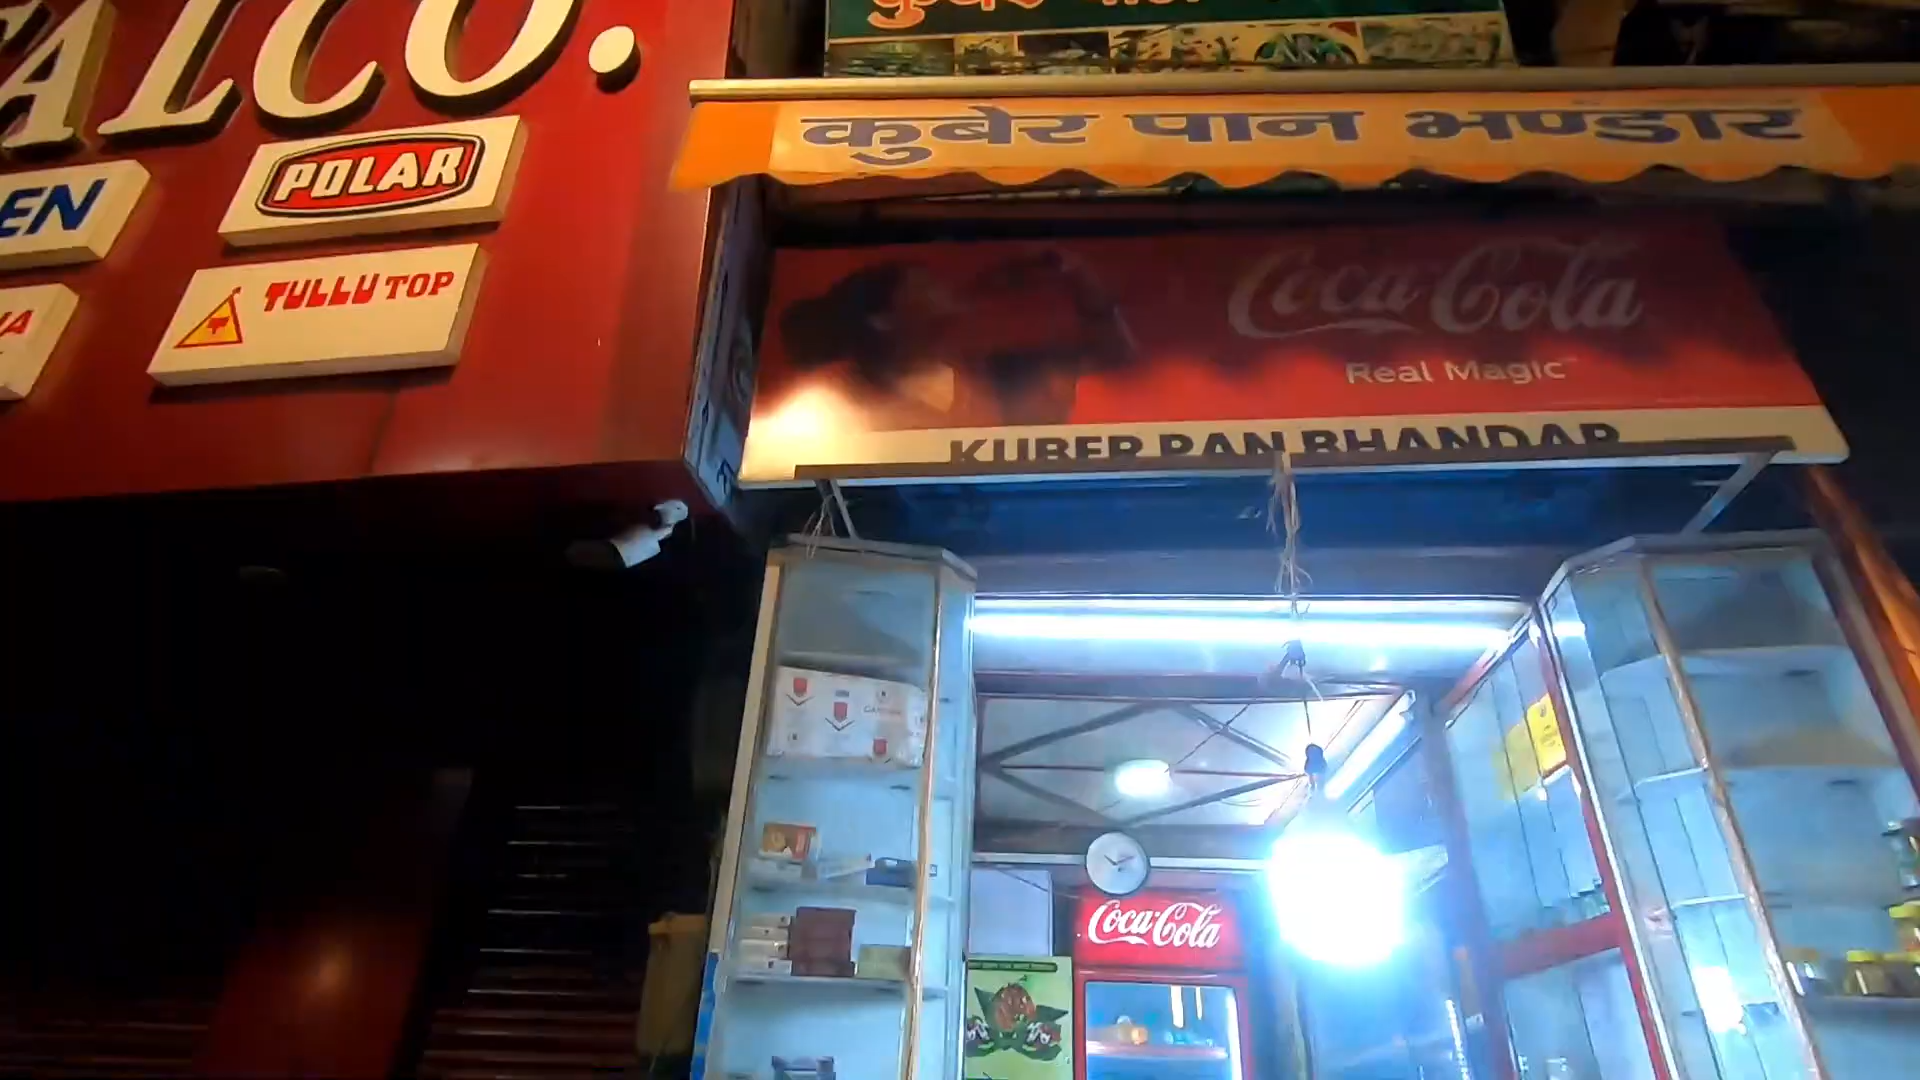 ALCO.
POLAR
EN
TULLU TOP
कुबेर पान भण्डार
Coca-Cola
Real Magic
KUBER PAN BHANDAR
Coca-Cola